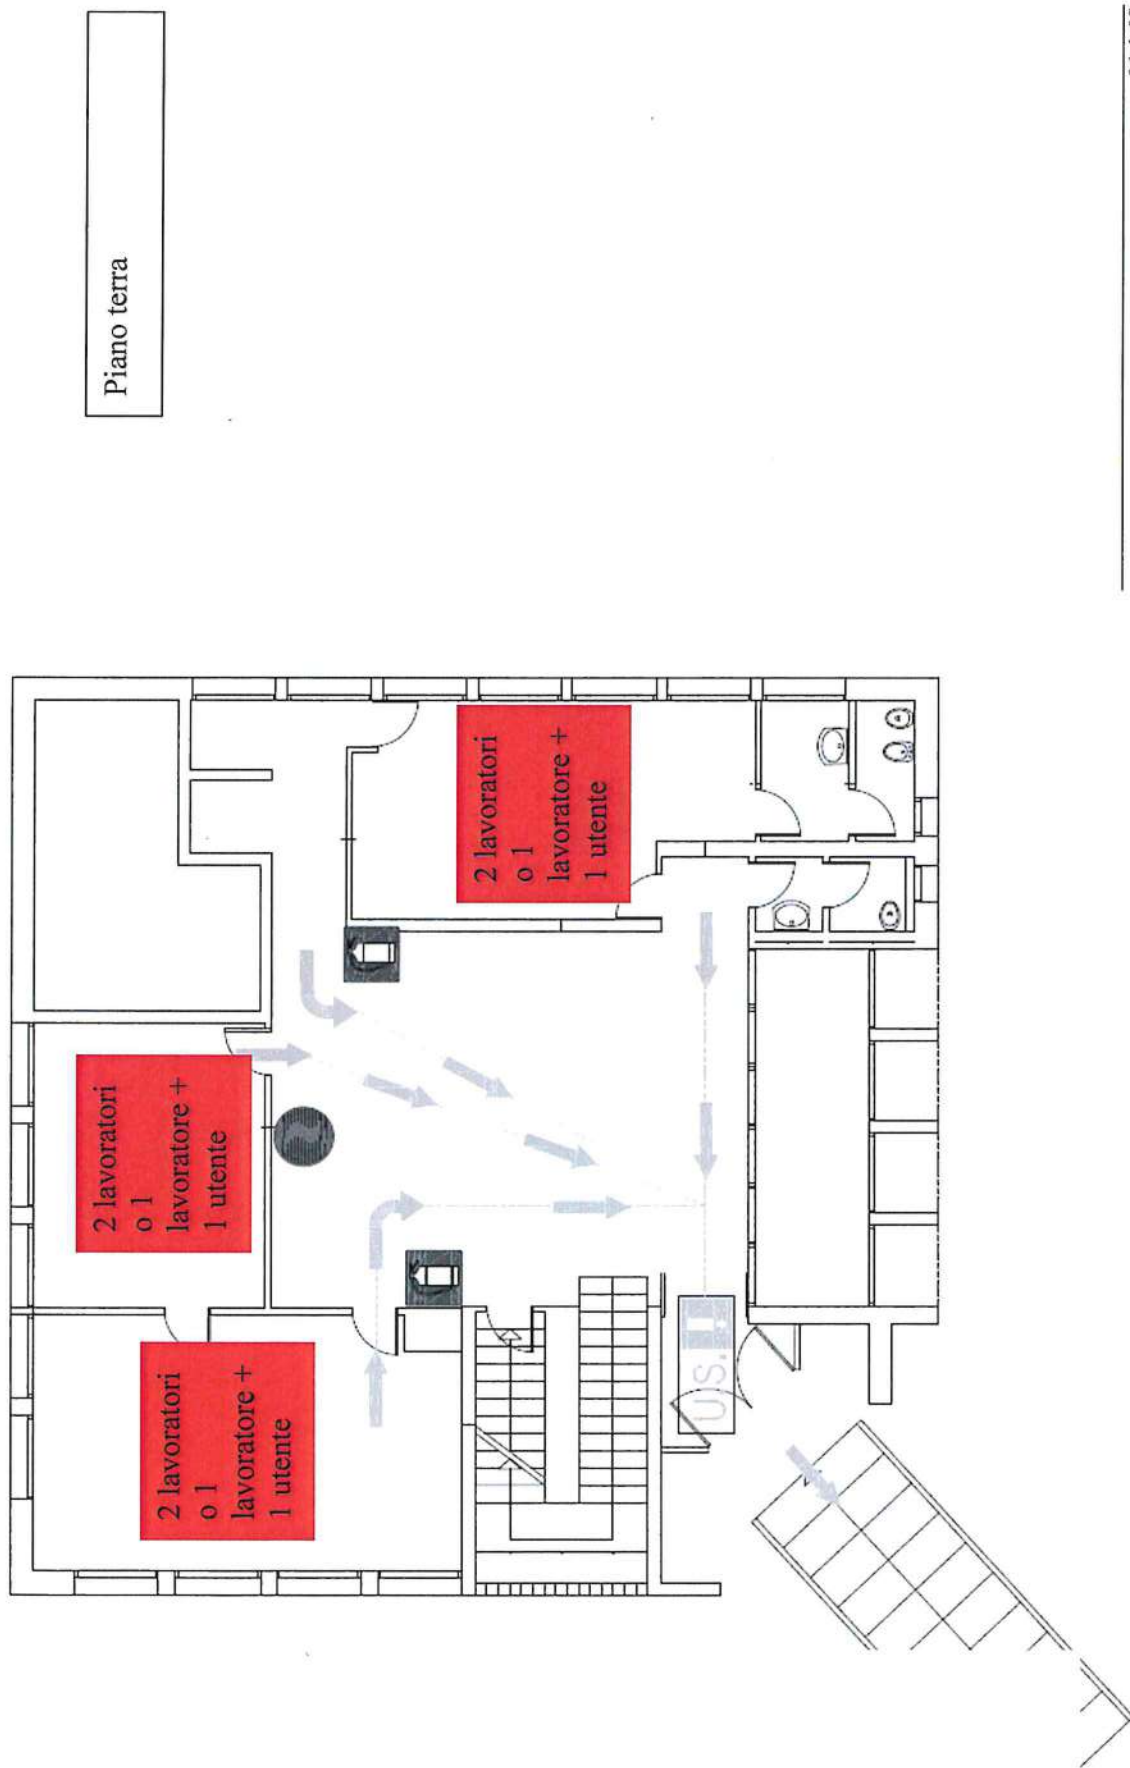 Piano terra
2 lavoratori
o 1
lavoratore +
1 utente
2 lavoratori
o 1
lavoratore +
1 utente
2 lavoratori
o 1
lavoratore +
1 utente
U.S.